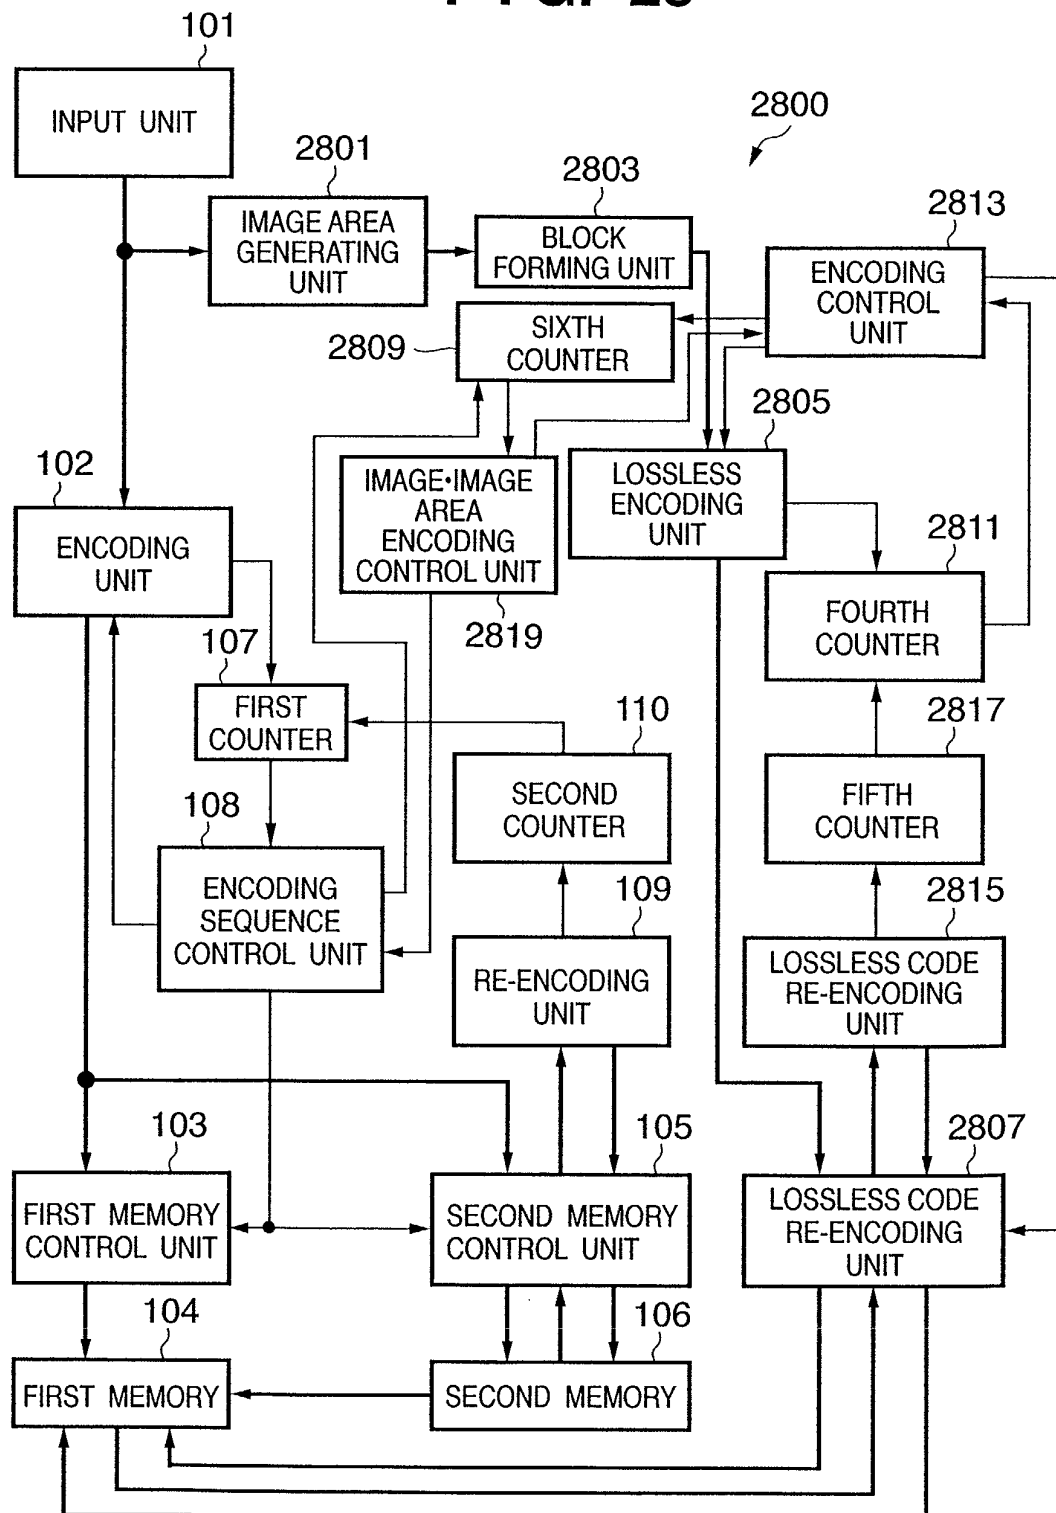 101
INPUT UNIT
2800
2801
IMAGE AREA
GENERATING
UNIT
2803
BLOCK
FORMING UNIT
2813
ENCODING
CONTROL
UNIT
2809
SIXTH
COUNTER
2805
LOSSLESS
ENCODING
UNIT
102
ENCODING
UNIT
IMAGE•IMAGE
AREA
ENCODING
CONTROL UNIT
2819
2811
FOURTH
COUNTER
107
FIRST
COUNTER
110
SECOND
COUNTER
2817
FIFTH
COUNTER
108
ENCODING
SEQUENCE
CONTROL UNIT
109
RE-ENCODING
UNIT
2815
LOSSLESS CODE
RE-ENCODING
UNIT
103
FIRST MEMORY
CONTROL UNIT
105
SECOND MEMORY
CONTROL UNIT
2807
LOSSLESS CODE
RE-ENCODING
UNIT
104
FIRST MEMORY
106
SECOND MEMORY